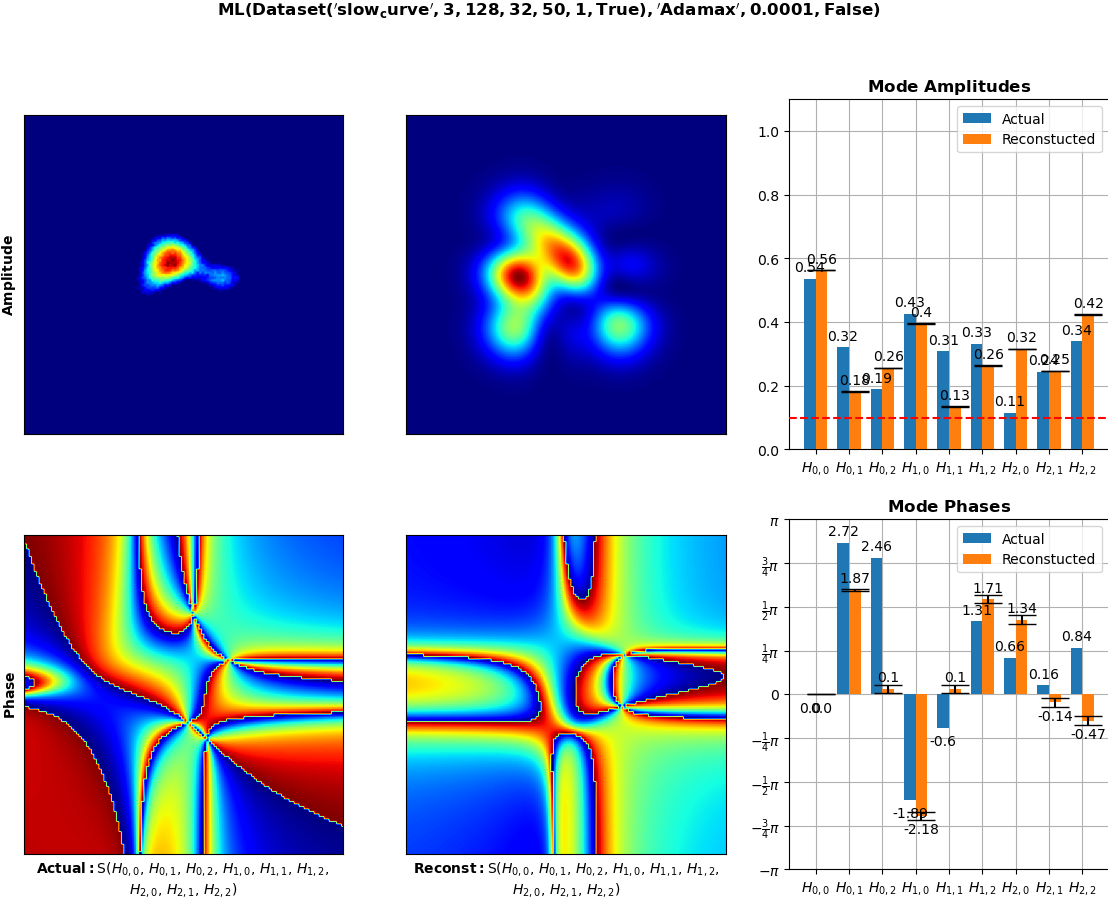 ML(Dataset('slow_curve', 3, 128, 32, 50, 1, True), 'Adamax', 0.0001, False)
Amplitude
Mode Amplitudes
Actual
Reconstucted
1.0
0.8
0.6
0.4
0.2
0.0
0.54 0.56
0.32 0.18
0.19 0.26
0.43 0.4
0.31 0.13
0.33 0.26
0.11 0.32
0.24 0.25
0.34 0.42
H0,0 H0,1 H0,2 H1,0 H1,1 H1,2 H2,0 H2,1 H2,2
Phase
Mode Phases
Actual
Reconstucted
π
3/4π
1/2π
1/4π
0
−1/4π
−1/2π
−3/4π
−π
0.0 0.0
2.72 1.87
2.46 0.1
-1.89 -2.18
-0.6 0.1
1.31 1.71
0.66 1.34
0.16 -0.14
0.84 -0.47
H0,0 H0,1 H0,2 H1,0 H1,1 H1,2 H2,0 H2,1 H2,2
Actual: S(H0,0, H0,1, H0,2, H1,0, H1,1, H1,2,
H2,0, H2,1, H2,2)
Reconst: S(H0,0, H0,1, H0,2, H1,0, H1,1, H1,2,
H2,0, H2,1, H2,2)